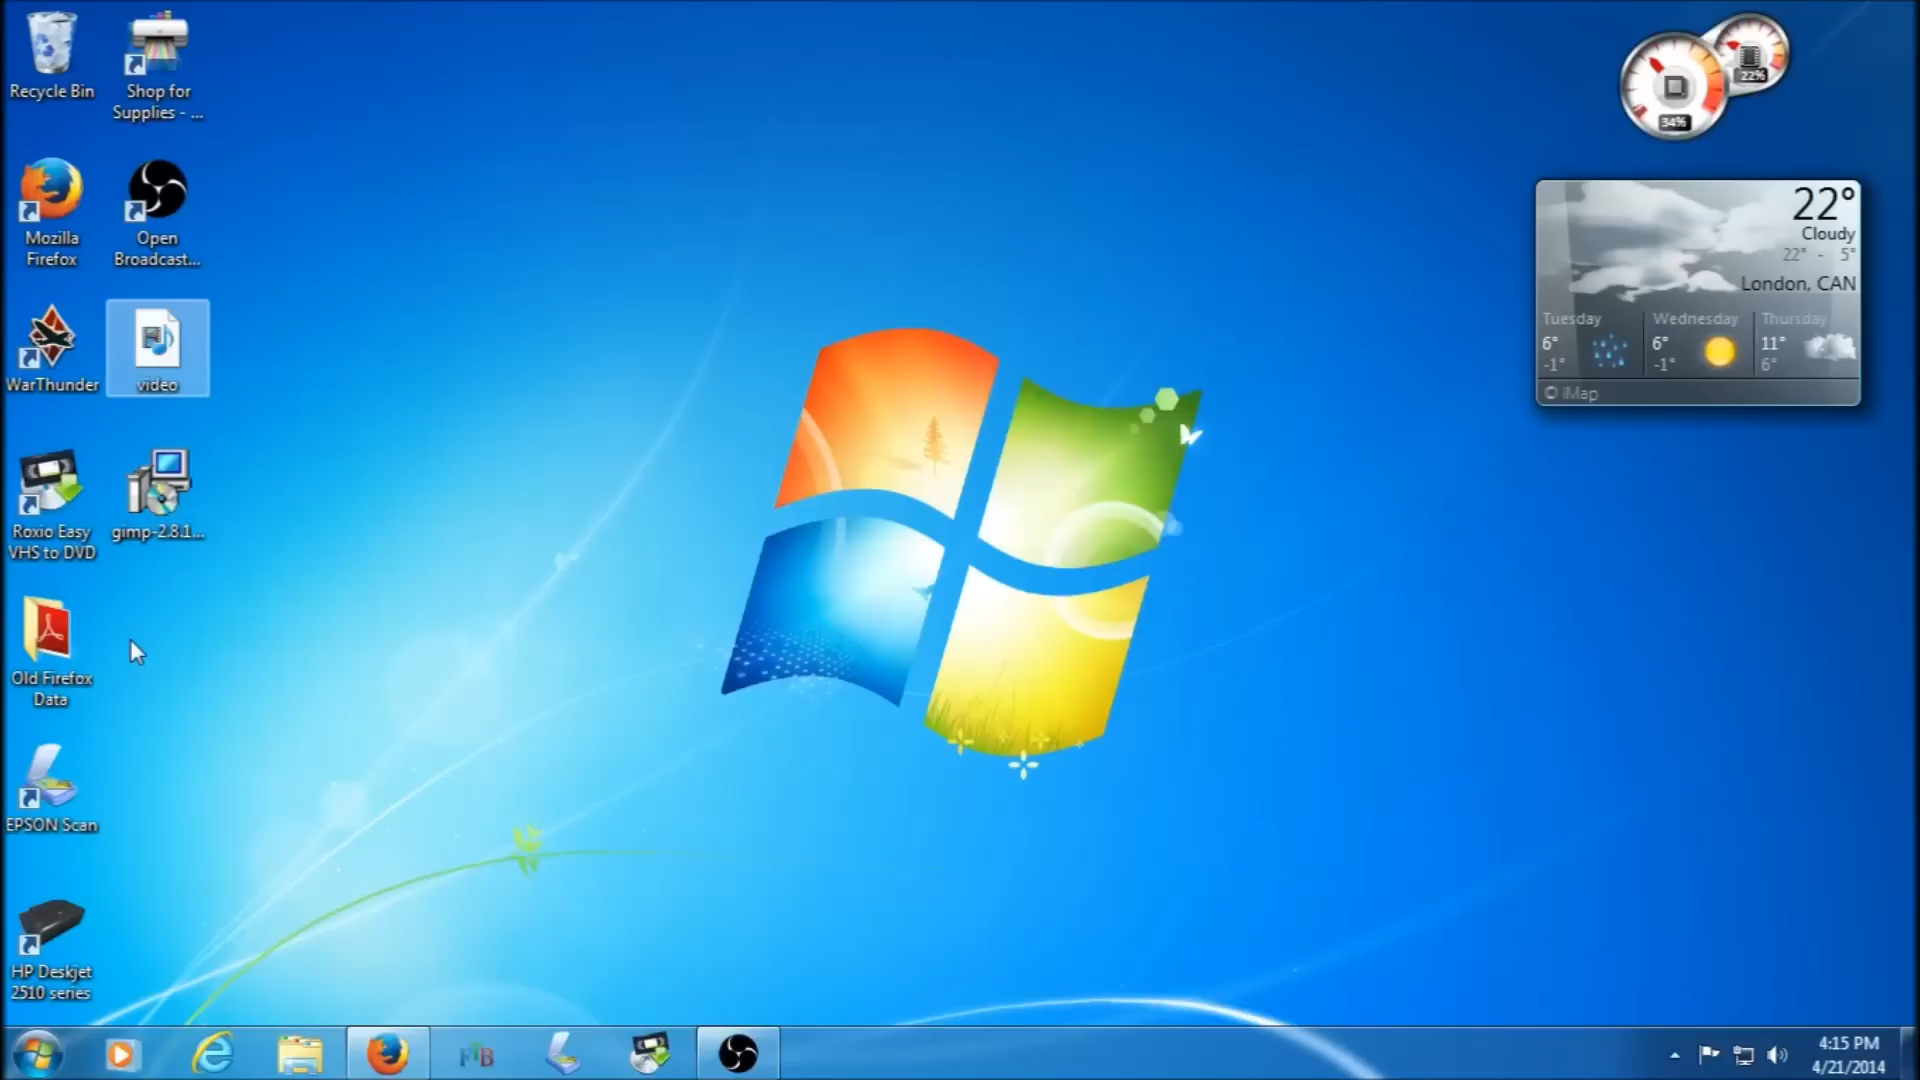 Recycle Bin
Shop for
Supplies - ...
Mozilla
Firefox
Open
Broadcast...
WarThunder
video
Roxio Easy
VHS to DVD
gimp-2.8.1...
Old Firefox
Data
EPSON Scan
HP Deskjet
2510 series
22%
34%
22°
Cloudy
22° - 5°
London, CAN
Tuesday
6°
-1°
Wednesday
6°
-1°
Thursday
11°
6°
© iMap
FTB
4:15 PM
4/21/2014